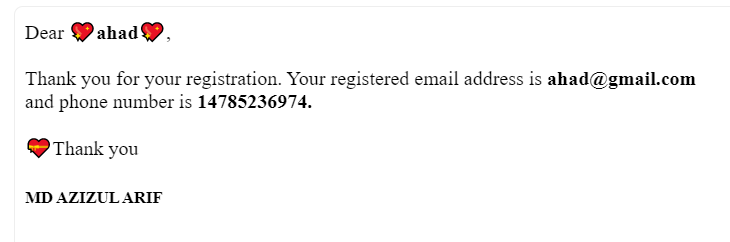 Dear 💖ahad💖,
Thank you for your registration. Your registered email address is ahad@gmail.com
and phone number is 14785236974.
💝Thank you
MD AZIZUL ARIF